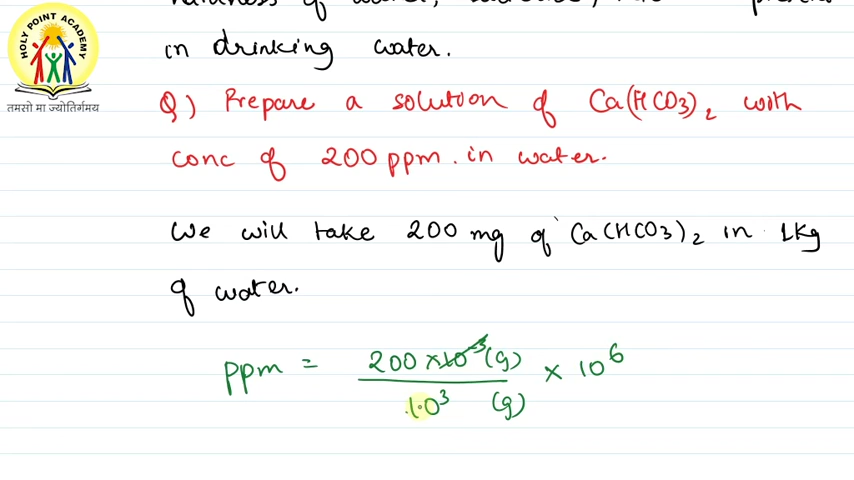 HOLY POINT ACADEMY
तमसो मा ज्योतिर्गमय
of water,
in drinking water.
Q) Prepare a solution of Ca(HCO3)2 with
conc of 200 ppm. in water.
We will take 200 mg of Ca(HCO3)2 in 1Kg
of water.
ppm = 200 × 10⁻³ (g) / 10³ (g) × 10⁶